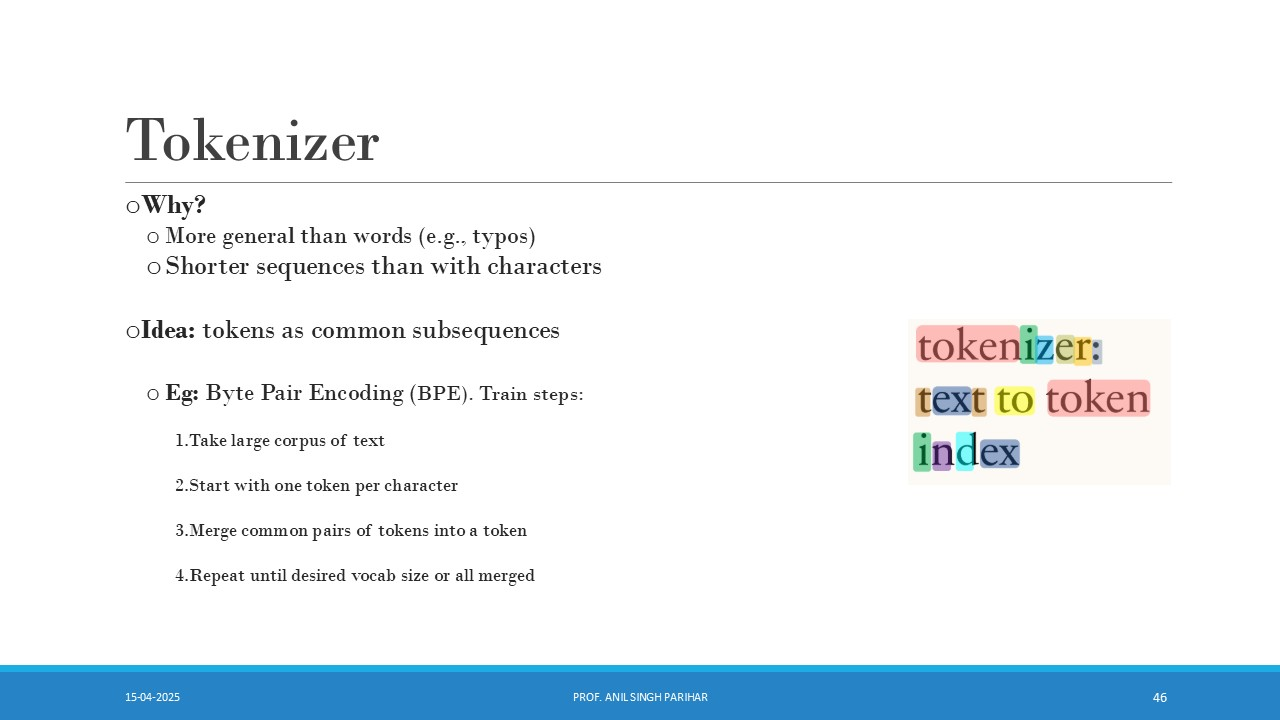 Tokenizer
oWhy?
o More general than words (e.g., typos)
o Shorter sequences than with characters
oIdea: tokens as common subsequences
o Eg: Byte Pair Encoding (BPE). Train steps:
1.Take large corpus of text
2.Start with one token per character
3.Merge common pairs of tokens into a token
4.Repeat until desired vocab size or all merged
tokenizer:
text to token
index
15-04-2025
PROF. ANIL SINGH PARIHAR
46